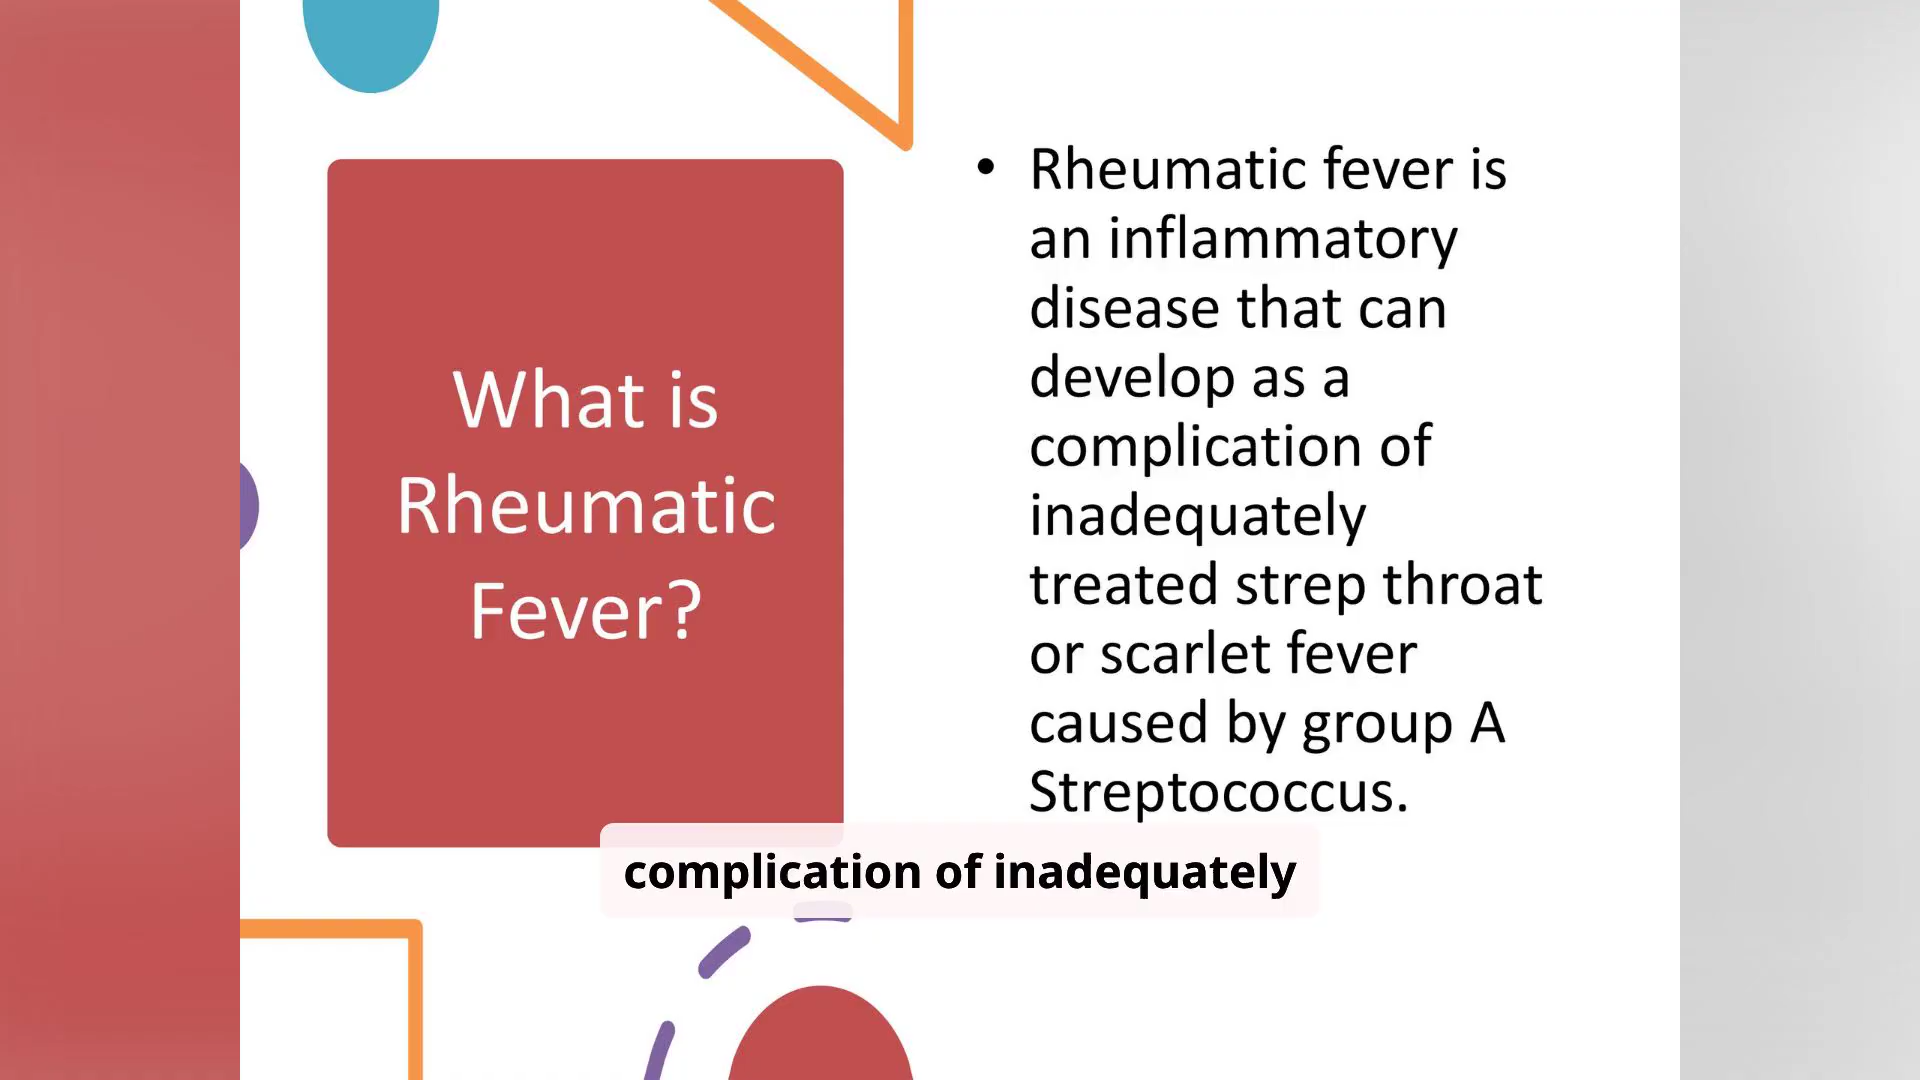 What is
Rheumatic
Fever?
• Rheumatic fever is
an inflammatory
disease that can
develop as a
complication of
inadequately
treated strep throat
or scarlet fever
caused by group A
Streptococcus.
complication of inadequately